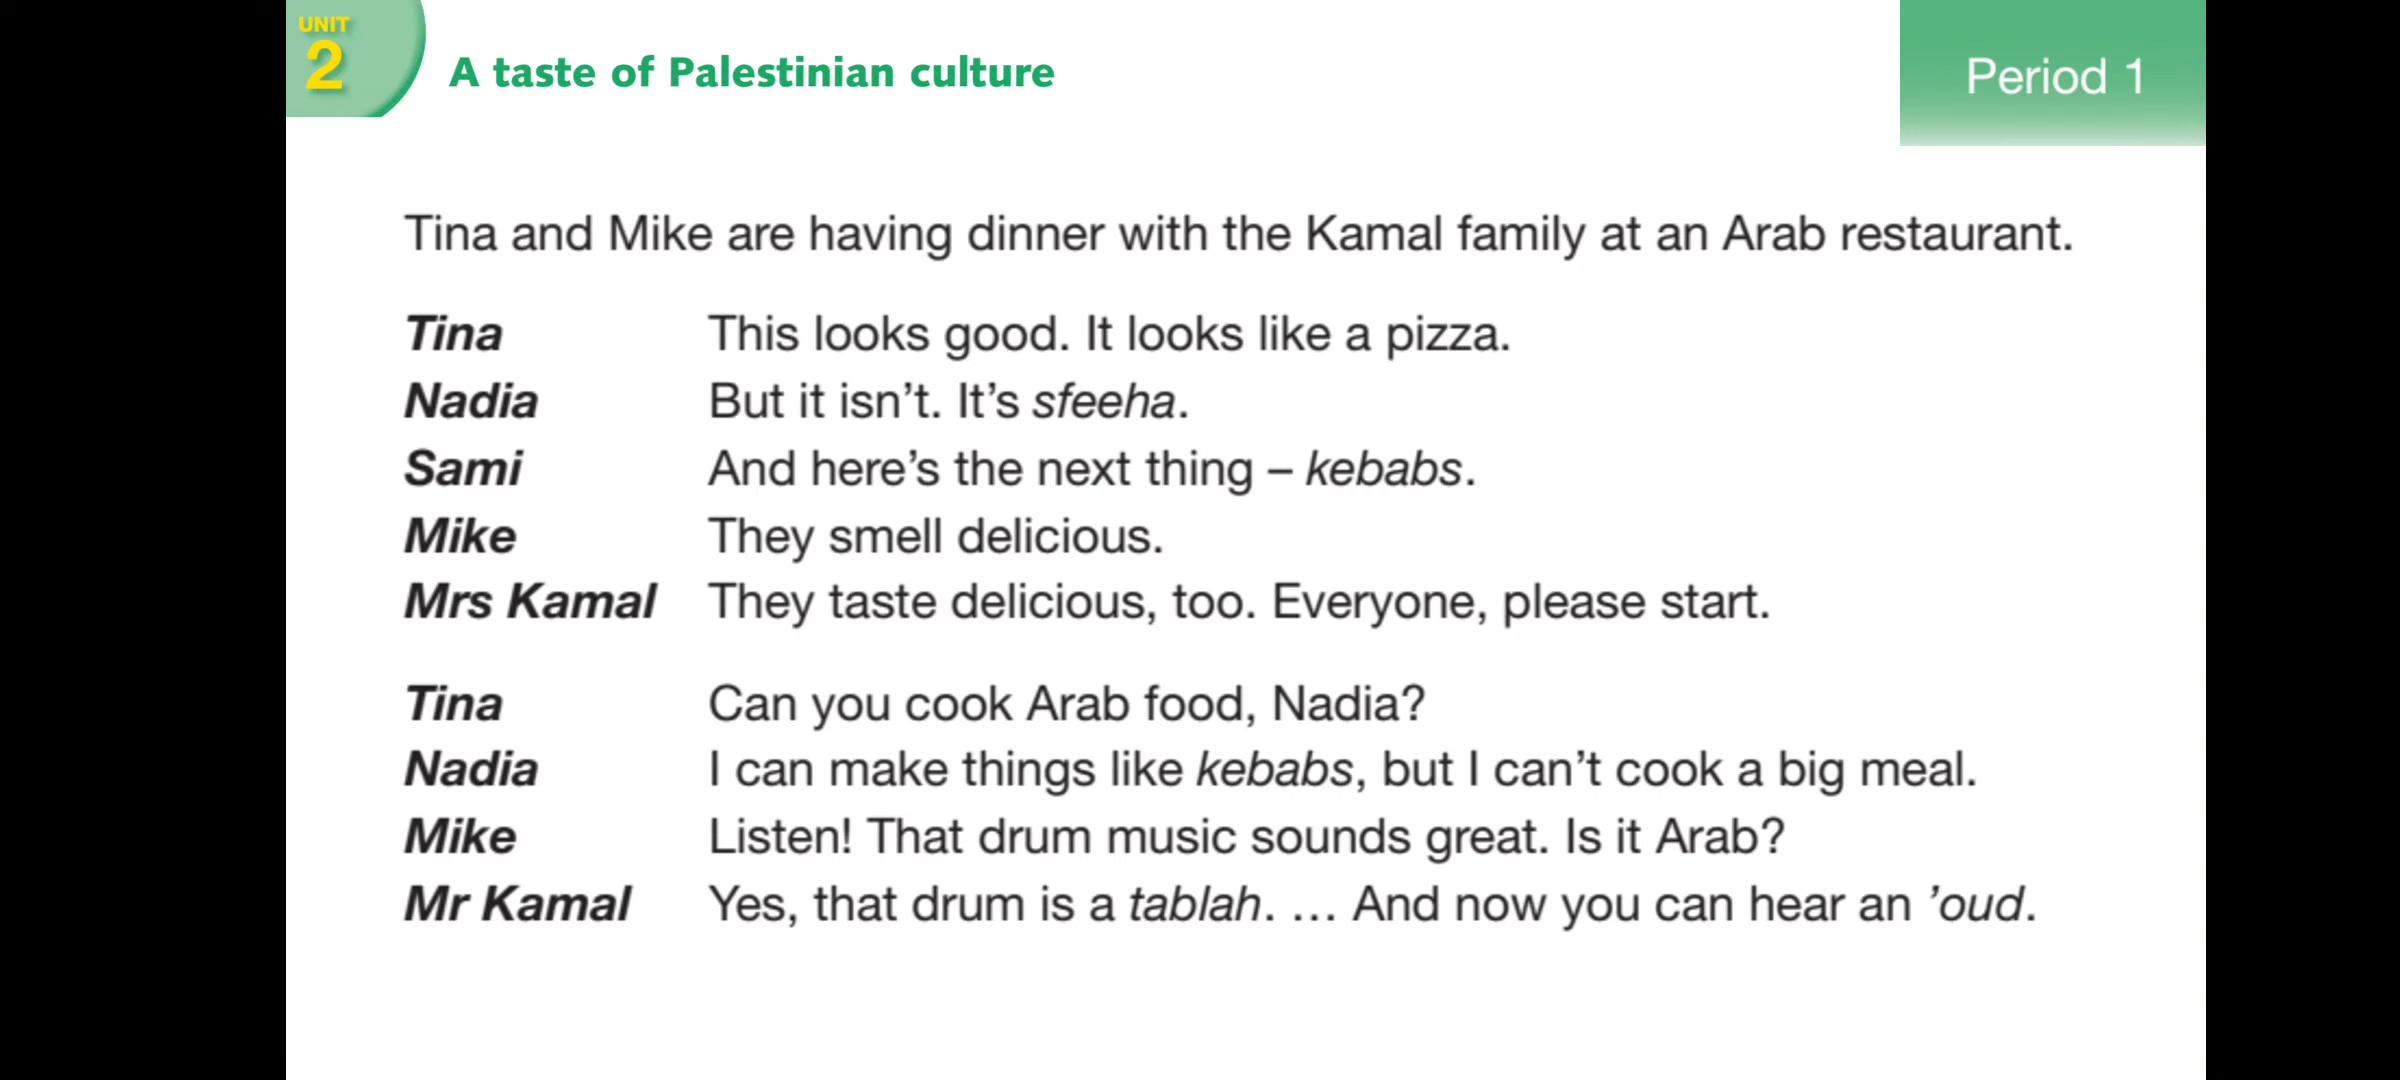 UNIT
2
A taste of Palestinian culture
Period 1
Tina and Mike are having dinner with the Kamal family at an Arab restaurant.
Tina This looks good. It looks like a pizza.
Nadia But it isn’t. It’s sfeeha.
Sami And here’s the next thing – kebabs.
Mike They smell delicious.
Mrs Kamal They taste delicious, too. Everyone, please start.
Tina Can you cook Arab food, Nadia?
Nadia I can make things like kebabs, but I can’t cook a big meal.
Mike Listen! That drum music sounds great. Is it Arab?
Mr Kamal Yes, that drum is a tablah. … And now you can hear an ’oud.